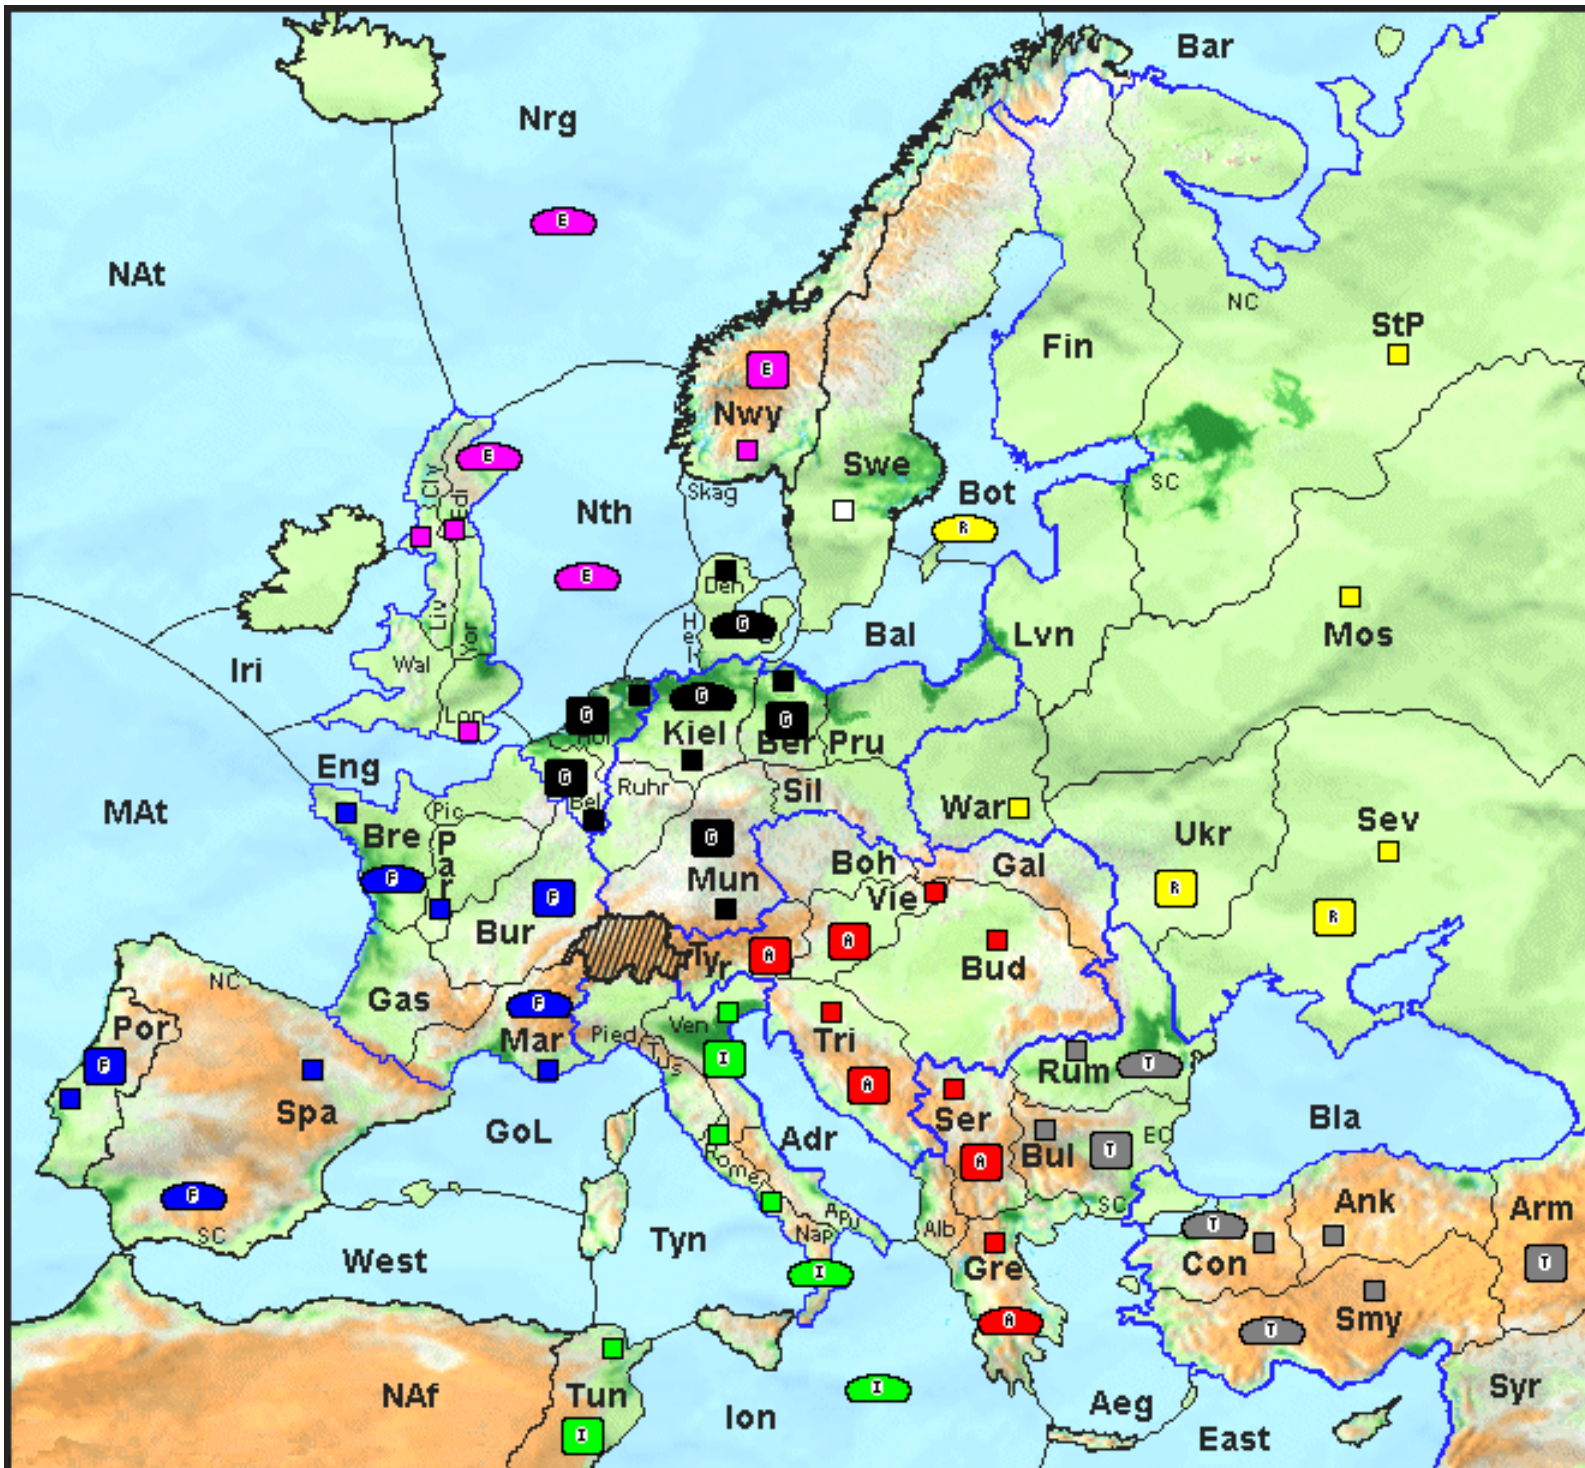 Bar
Nrg
NAt
NC
StP
Fin
E
E
Nwy
E
Swe
SC
Cly
Edl
Skag
Bot
Nth
R
E
Den
Hel
G
Bal
Lvn
Mos
Liv
Yor
Wal
Iri
Lon
G
Hol
G
Kiel
G
Ber
Pru
Eng
G
Bel
Ruhr
Sil
War
MAt
Pic
Bre
Par
F
G
Mun
Boh
Gal
Vie
Ukr
Sev
R
R
F
Bur
A
A
Tyr
Bud
NC
Gas
F
Mar
Por
F
Pied
Ven
Tus
I
Tri
A
Rum
T
Spa
GoL
Rome
Adr
Ser
A
Bul
T
EC
Bla
F
SC
SC
West
Tyn
Apu
Nap
Alb
I
Gre
A
T
Con
Ank
Arm
T
Smy
T
NAf
Tun
I
I
Ion
Aeg
East
Syr